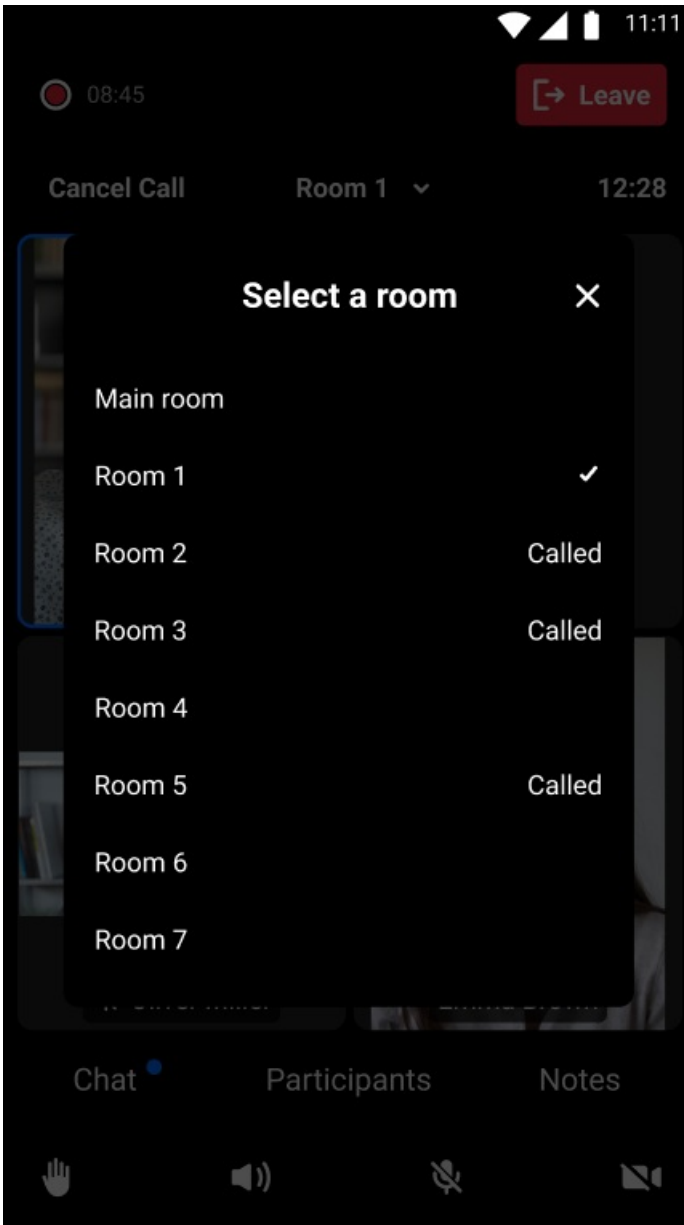 11:11
08:45
Leave
Cancel Call Room 1 12:28
Select a room
Main room
Room 1
Room 2 Called
Room 3 Called
Room 4
Room 5 Called
Room 6
Room 7
Chat Participants Notes